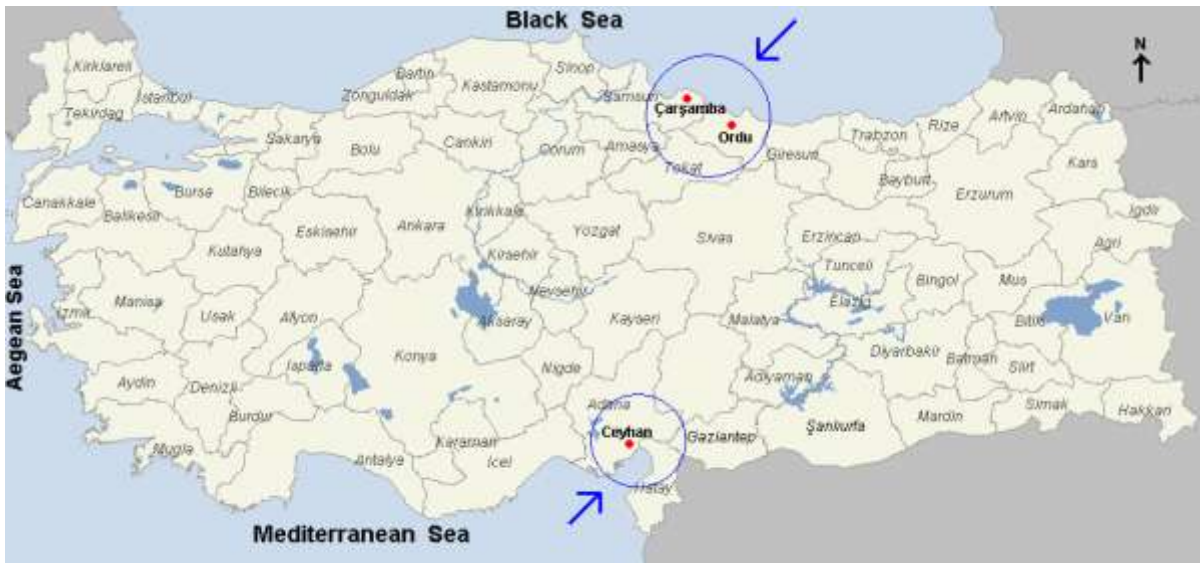 Black Sea
N
Kirklareli
Tekirdag
Istanbul
Bartin
Zonguldak
Kastamonu
Sinop
Samsun
Çarşamba
Ordu
Sakarya
Bolu
Cankiri
Corum
Amasya
Tokat
Giresun
Trabzon
Rize
Artvin
Ardahan
Kars
Bayburt
Erzurum
Igdir
Canakkale
Balikesir
Bursa
Bilecik
Eskisehir
Ankara
Kirikkale
Yozgat
Sivas
Erzincap
Agri
Kutahya
Kirsehir
Nevsehir
Tunceli
Bingol
Mus
Aegean Sea
Izmir
Manisa
Usak
Afyon
Aksaray
Kayseri
Malatya
Elazig
Bitlis
Van
Isparta
Konya
Nigde
Diyarbakir
Batman
Siirt
Aydin
Denizli
Burdur
Adiyaman
Mugla
Antalya
Karaman
Icel
Adana
Ceyhan
Gaziantep
Şanlıurfa
Mardin
Sirnak
Hakkari
Hatay
Mediterranean Sea